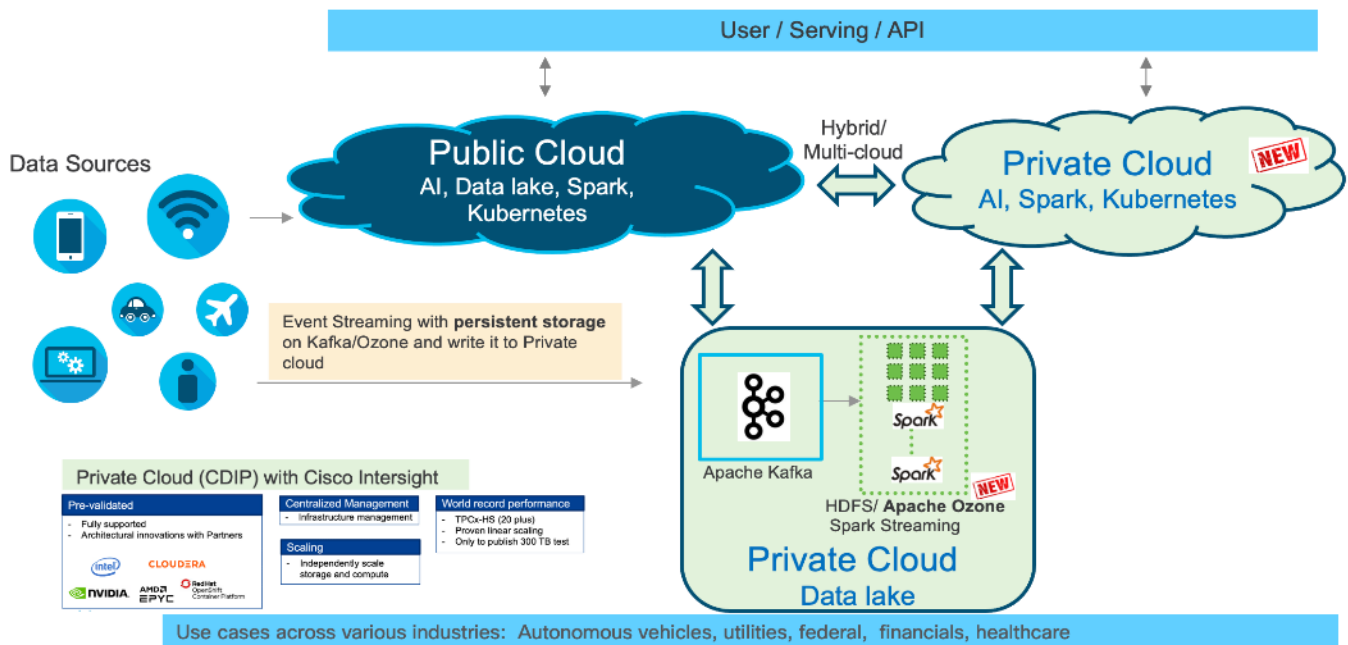 User / Serving / API
Data Sources
Public Cloud
AI, Data lake, Spark,
Kubernetes
Hybrid/
Multi-cloud
Private Cloud
NEW
AI, Spark, Kubernetes
Event Streaming with persistent storage
on Kafka/Ozone and write it to Private
cloud
Apache Kafka
Spark
Spark
NEW
HDFS/ Apache Ozone
Spark Streaming
Private Cloud
Data lake
Private Cloud (CDIP) with Cisco Intersight
Pre-validated
- Fully supported
- Architectural innovations with Partners
intel
CLOUDERA
NVIDIA.
AMD
EPYC
Red Hat
OpenShift
Container Platform
Centralized Management
- Infrastructure management
Scaling
- Independently scale
storage and compute
World record performance
- TPCx-HS (20 plus)
- Proven linear scaling
- Only to publish 300 TB test
Use cases across various industries: Autonomous vehicles, utilities, federal, financials, healthcare